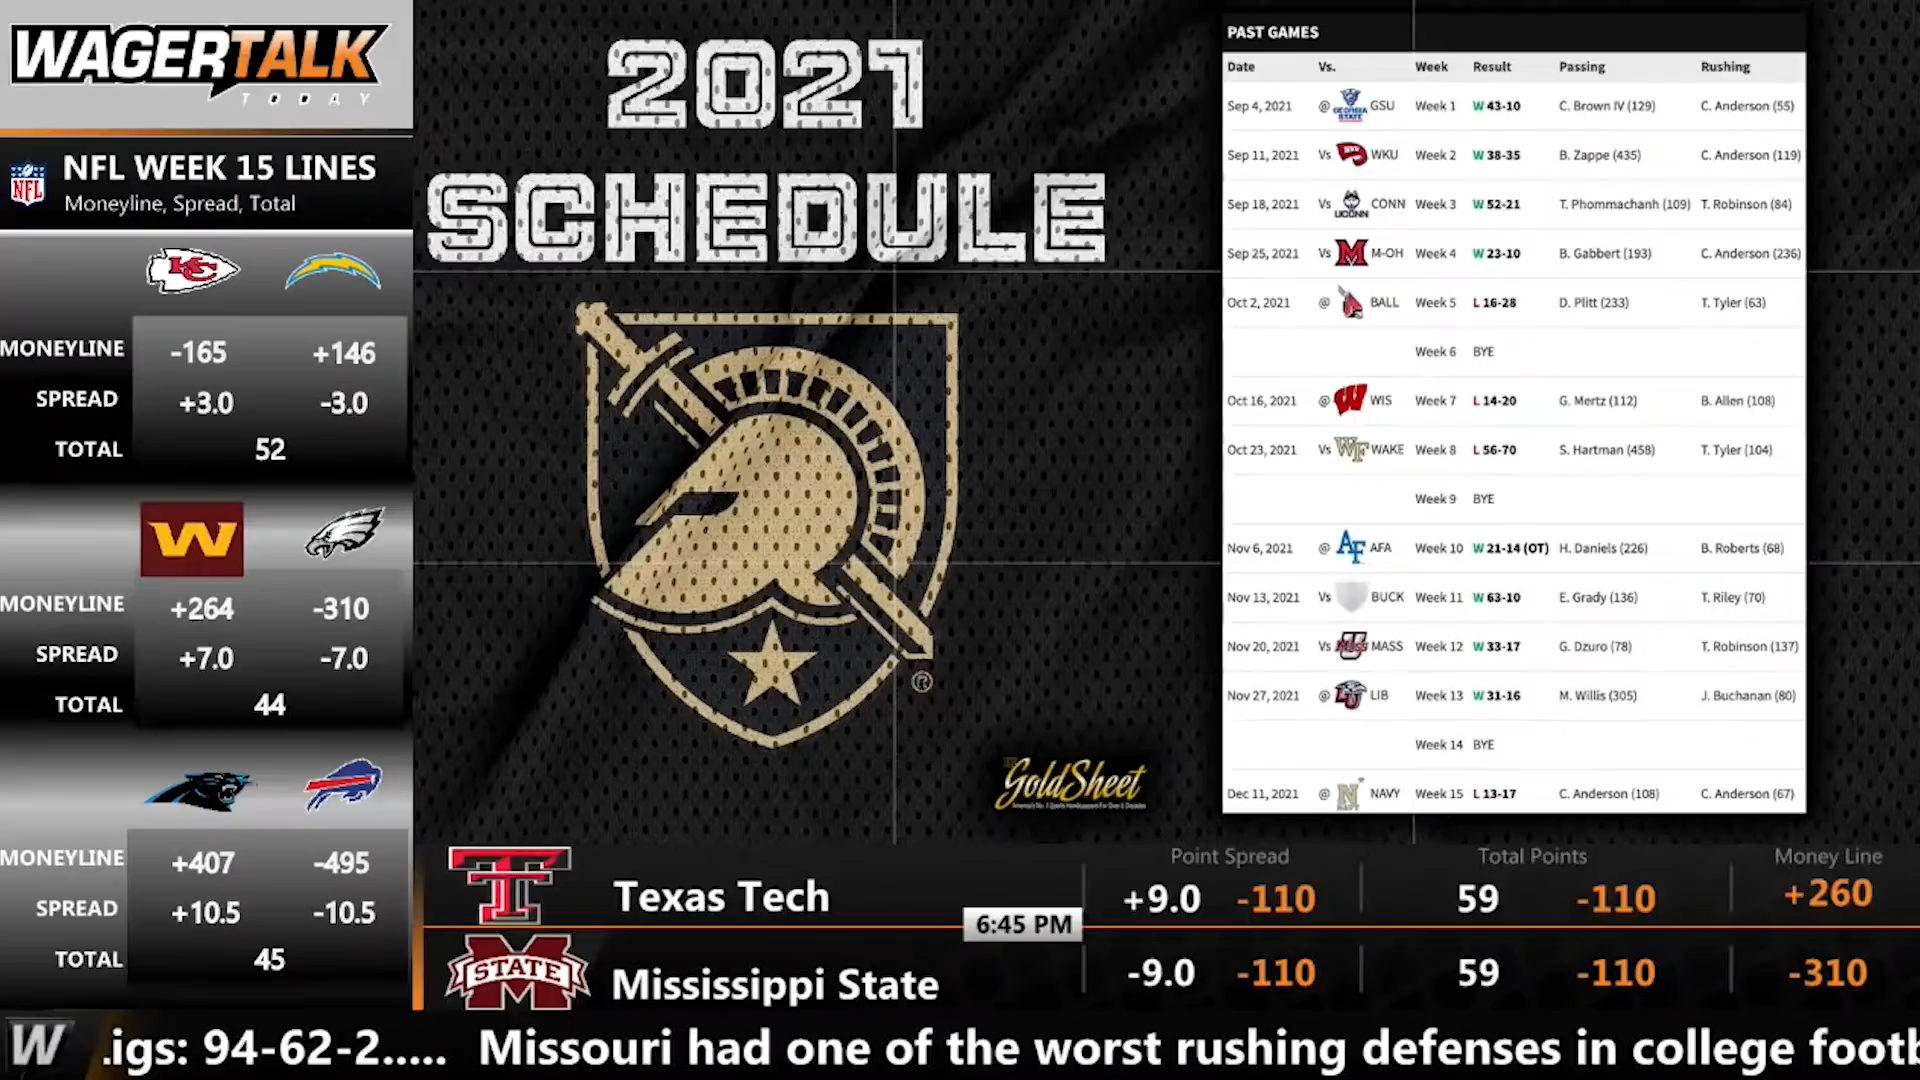 WAGERTALK
TODAY
NFL
NFL WEEK 15 LINES
Moneyline, Spread, Total
KC
MONEYLINE -165 +146
SPREAD +3.0 -3.0
TOTAL 52
W
MONEYLINE +264 -310
SPREAD +7.0 -7.0
TOTAL 44
MONEYLINE +407 -495
SPREAD +10.5 -10.5
TOTAL 45
2021
SCHEDULE
®
GoldSheet
PAST GAMES
Date Vs. Week Result Passing Rushing
Sep 4, 2021 @ GEORGIA STATE GSU Week 1 W 43-10 C. Brown IV (129) C. Anderson (55)
Sep 11, 2021 Vs WKU Week 2 W 38-35 B. Zappe (435) C. Anderson (119)
Sep 18, 2021 Vs UCONN CONN Week 3 W 52-21 T. Phommachanh (109) T. Robinson (84)
Sep 25, 2021 Vs M M-OH Week 4 W 23-10 B. Gabbert (193) C. Anderson (236)
Oct 2, 2021 @ BALL Week 5 L 16-28 D. Plitt (233) T. Tyler (63)
Week 6 BYE
Oct 16, 2021 @ W WIS Week 7 L 14-20 G. Mertz (112) B. Allen (108)
Oct 23, 2021 Vs WF WAKE Week 8 L 56-70 S. Hartman (458) T. Tyler (104)
Week 9 BYE
Nov 6, 2021 @ AF AFA Week 10 W 21-14 (OT) H. Daniels (226) B. Roberts (68)
Nov 13, 2021 Vs BUCK Week 11 W 63-10 E. Grady (136) T. Riley (70)
Nov 20, 2021 Vs MASS Week 12 W 33-17 G. Dzuro (78) T. Robinson (137)
Nov 27, 2021 @ LU LIB Week 13 W 31-16 M. Willis (305) J. Buchanan (80)
Week 14 BYE
Dec 11, 2021 @ N NAVY Week 15 L 13-17 C. Anderson (108) C. Anderson (67)
Point Spread Total Points Money Line
T Texas Tech +9.0 -110 59 -110 +260
6:45 PM
STATE Mississippi State -9.0 -110 59 -110 -310
W .igs: 94-62-2..... Missouri had one of the worst rushing defenses in college footb